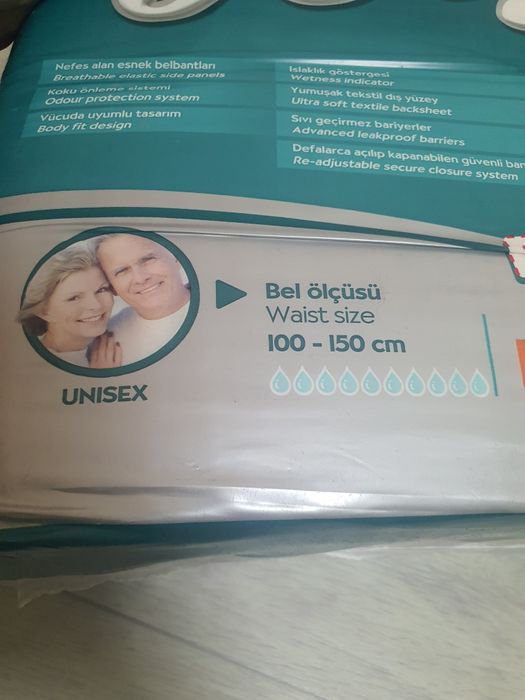 Nefes alan esnek belbantları
Breathable elastic side panels
Koku önleme sistemi
Odour protection system
Vücuda uyumlu tasarım
Body fit design
Islaklık göstergesi
Wetness indicator
Yumuşak tekstil dış yüzey
Ultra soft textile backsheet
Sıvı geçirmez bariyerler
Advanced leakproof barriers
Defalarca açılıp kapanabilen güvenli
Re-adjustable secure closure system
UNISEX
Bel ölçüsü
Waist size
100 - 150 cm